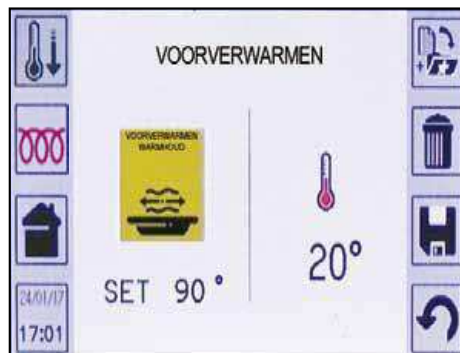 VOORVERWARMEN
VOORVERWARMEN
WARMHOUD
SET 90°
20°
24/01/17
17:01